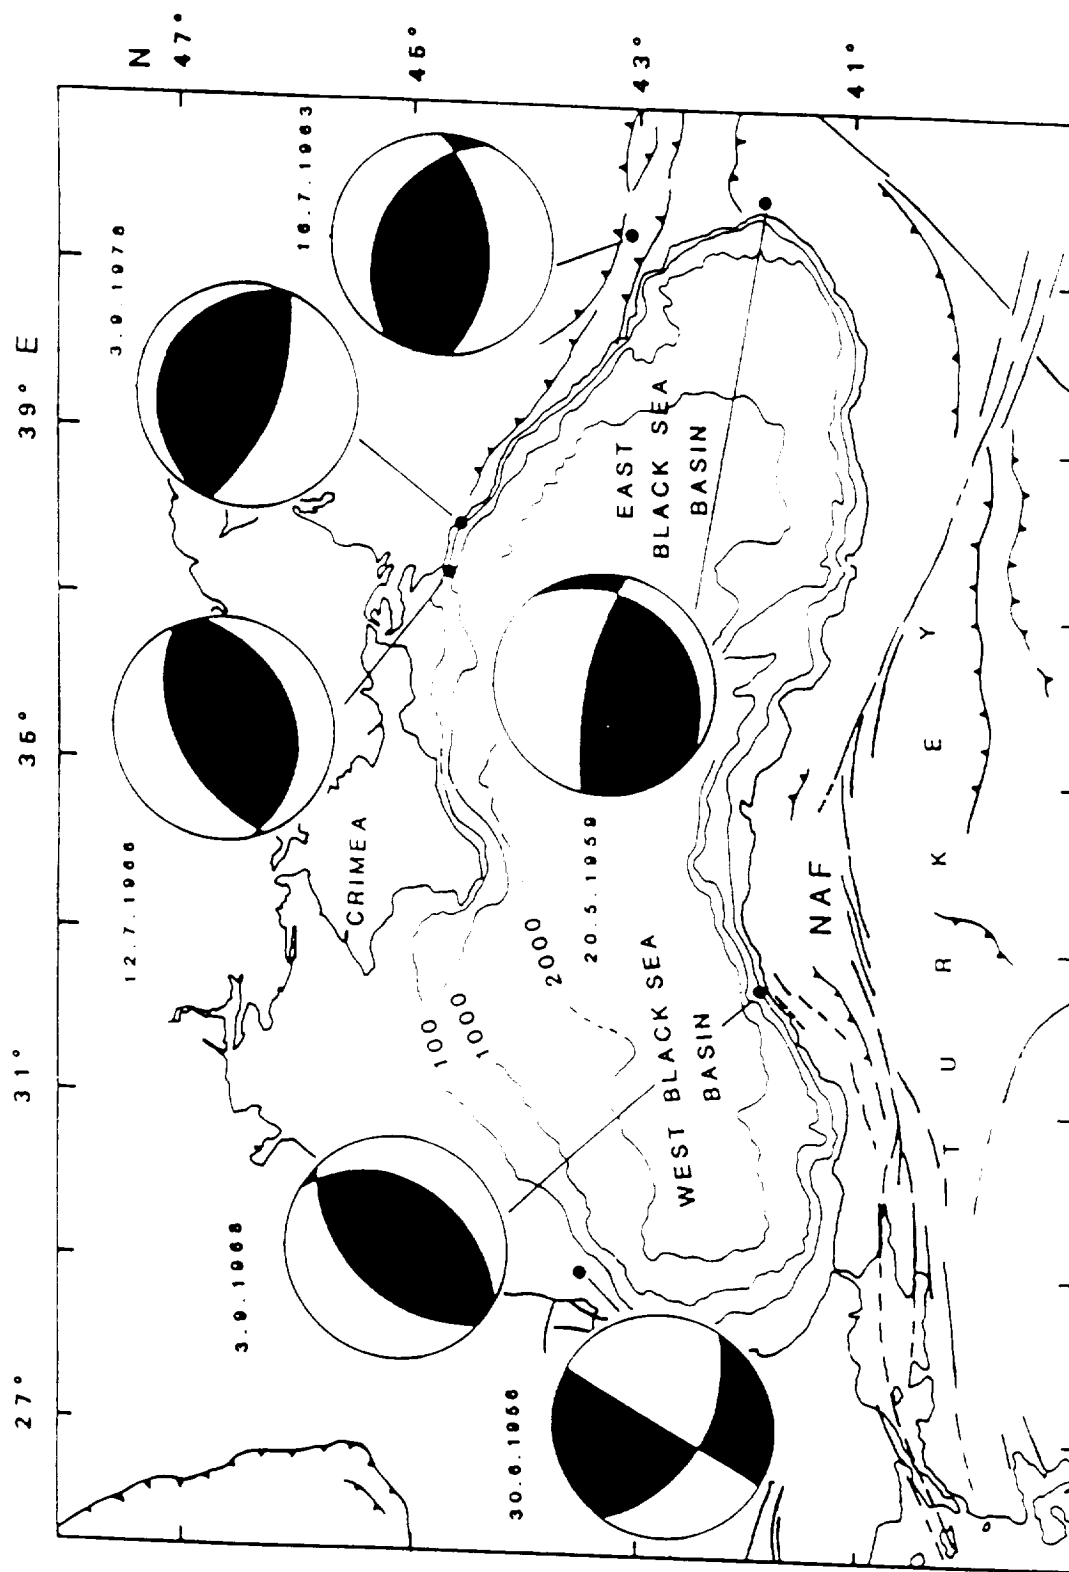 27°
31°
35°
39° E
N
47°
45°
43°
41°
12.7.1966
3.9.1978
16.7.1963
3.9.1968
30.6.1956
20.5.1959
CRIMEA
100
1000
2000
WEST
BLACK SEA
BASIN
EAST
BLACK SEA
BASIN
NAF
TURKEY